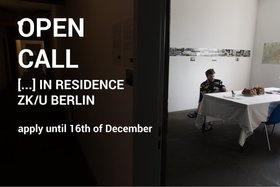 OPEN
CALL
[...] IN RESIDENCE
ZK/U BERLIN
apply until 16th of December